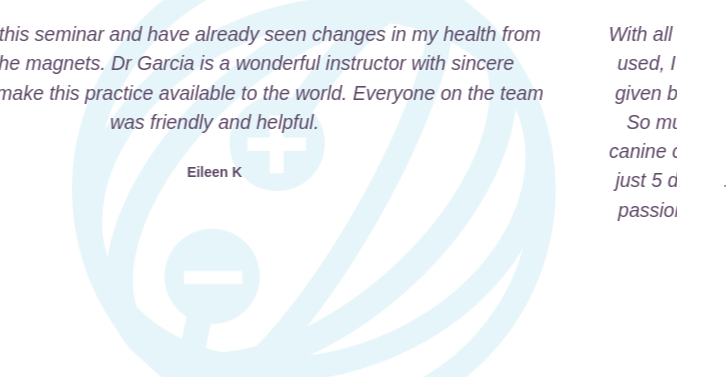 this seminar and have already seen changes in my health from
he magnets. Dr Garcia is a wonderful instructor with sincere
make this practice available to the world. Everyone on the team
was friendly and helpful.
Eileen K
With all
used, I
given b
So mu
canine c
just 5 d
passion